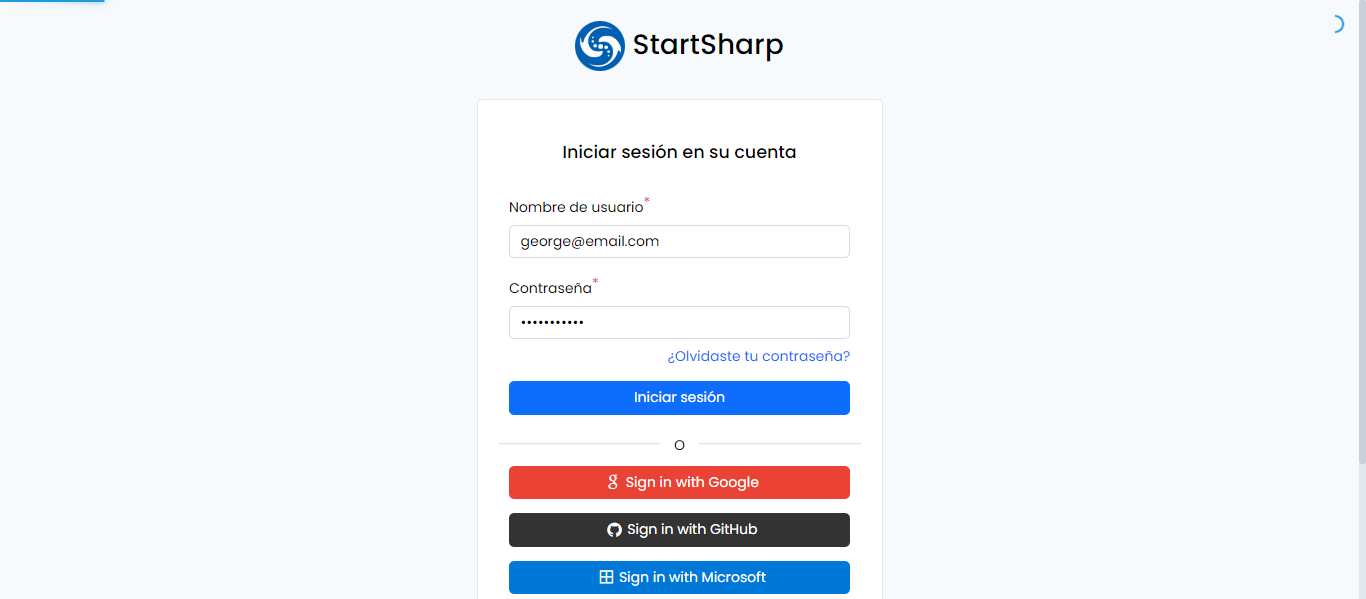 StartSharp
Iniciar sesión en su cuenta
Nombre de usuario*
george@email.com
Contraseña*
•••••••••••
¿Olvidaste tu contraseña?
Iniciar sesión
O
Sign in with Google
Sign in with GitHub
Sign in with Microsoft